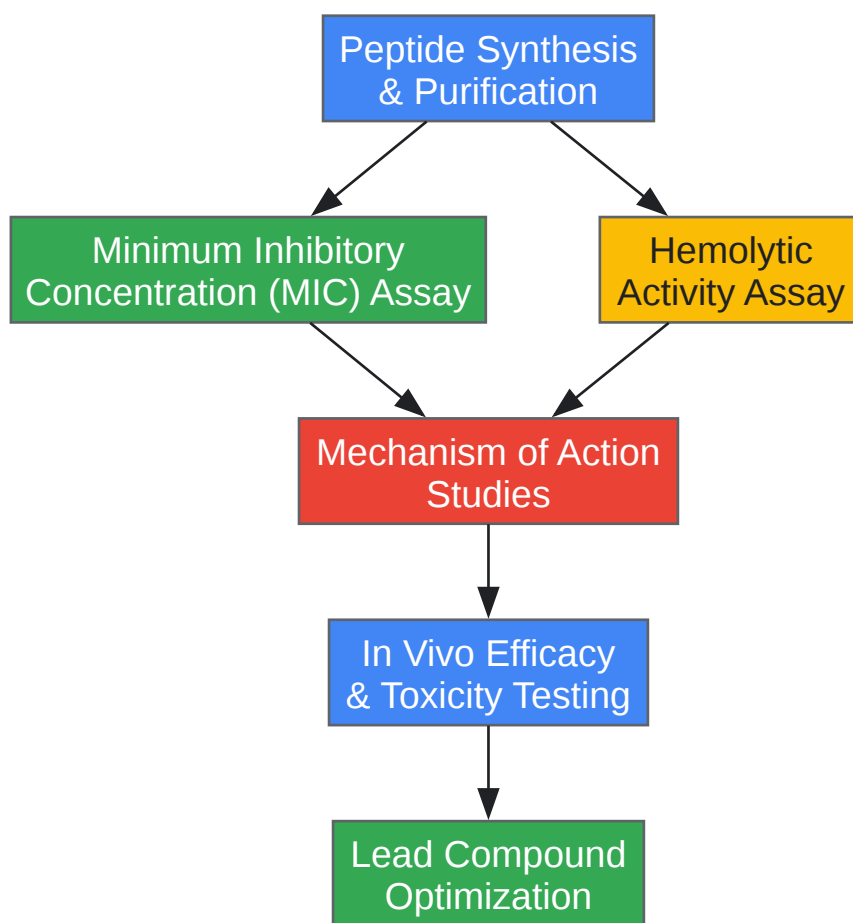 Peptide Synthesis
& Purification
Minimum Inhibitory
Concentration (MIC) Assay
Hemolytic
Activity Assay
Mechanism of Action
Studies
In Vivo Efficacy
& Toxicity Testing
Lead Compound
Optimization